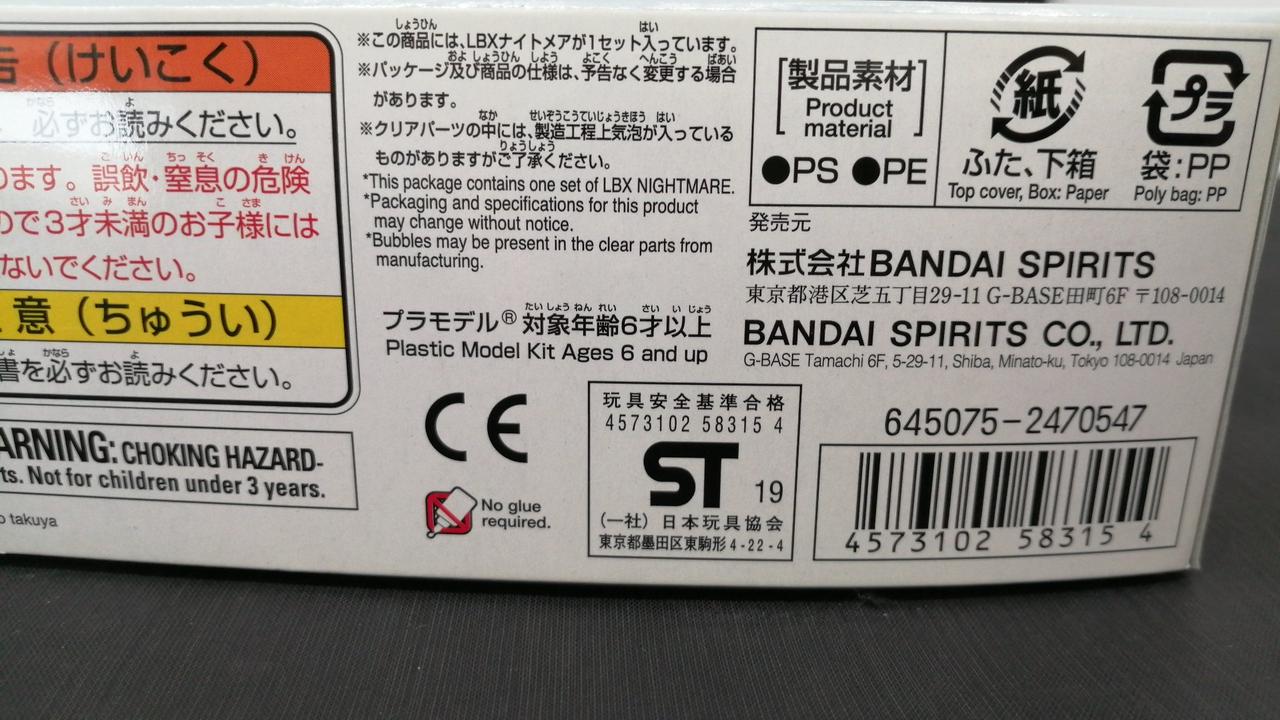 告（けいこく）
必ずお読みください。
ります。誤飲・窒息の危険
ので3才未満のお子様には
ないでください。
意（ちゅうい）
書を必ずお読みください。
ARNING: CHOKING HAZARD-
ts. Not for children under 3 years.
o takuya
※この商品には、LBXナイトメアが1セット入っています。
※パッケージ及び商品の仕様は、予告なく変更する場合
があります。
※クリアパーツの中には、製造工程上気泡が入っている
ものがありますがご了承ください。
*This package contains one set of LBX NIGHTMARE.
*Packaging and specifications for this product
may change without notice.
*Bubbles may be present in the clear parts from
manufacturing.
プラモデル® 対象年齢6才以上
Plastic Model Kit Ages 6 and up
CE
No glue
required.
玩具安全基準合格
4573102 58315 4
ST 19
（一社）日本玩具協会
東京都墨田区東駒形4-22-4
[製品素材]
Product
material
●PS ●PE
紙
ふた、下箱
Top cover, Box: Paper
プラ
袋:PP
Poly bag: PP
発売元
株式会社BANDAI SPIRITS
東京都港区芝五丁目29-11 G-BASE田町6F 〒108-0014
BANDAI SPIRITS CO., LTD.
G-BASE Tamachi 6F, 5-29-11, Shiba, Minato-ku, Tokyo 108-0014 Japan
645075-2470547
4573102 58315 4